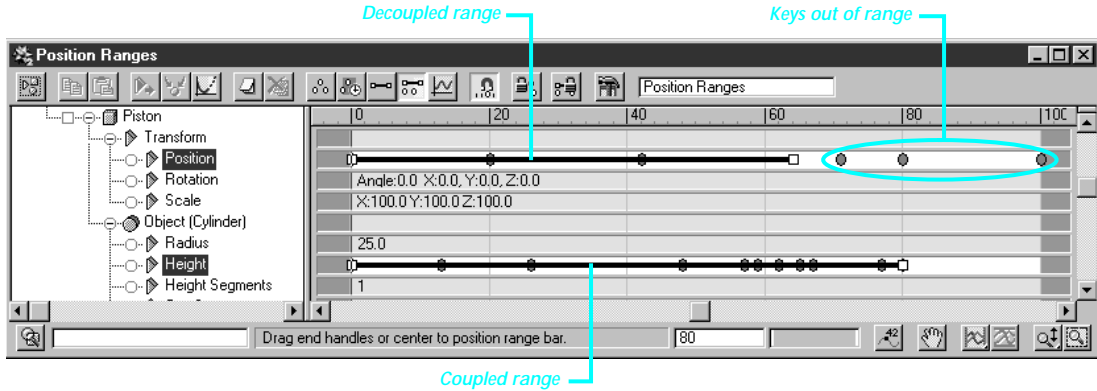 Decoupled range
Keys out of range
Position Ranges
Position Ranges
Piston
0 20 40 60 80 100
Transform
Position
Rotation
Angle:0.0 X:0.0, Y:0.0, Z:0.0
Scale
X:100.0 Y:100.0 Z:100.0
Object (Cylinder)
Radius
25.0
Height
Height Segments
1
Drag end handles or center to position range bar.
80
Coupled range